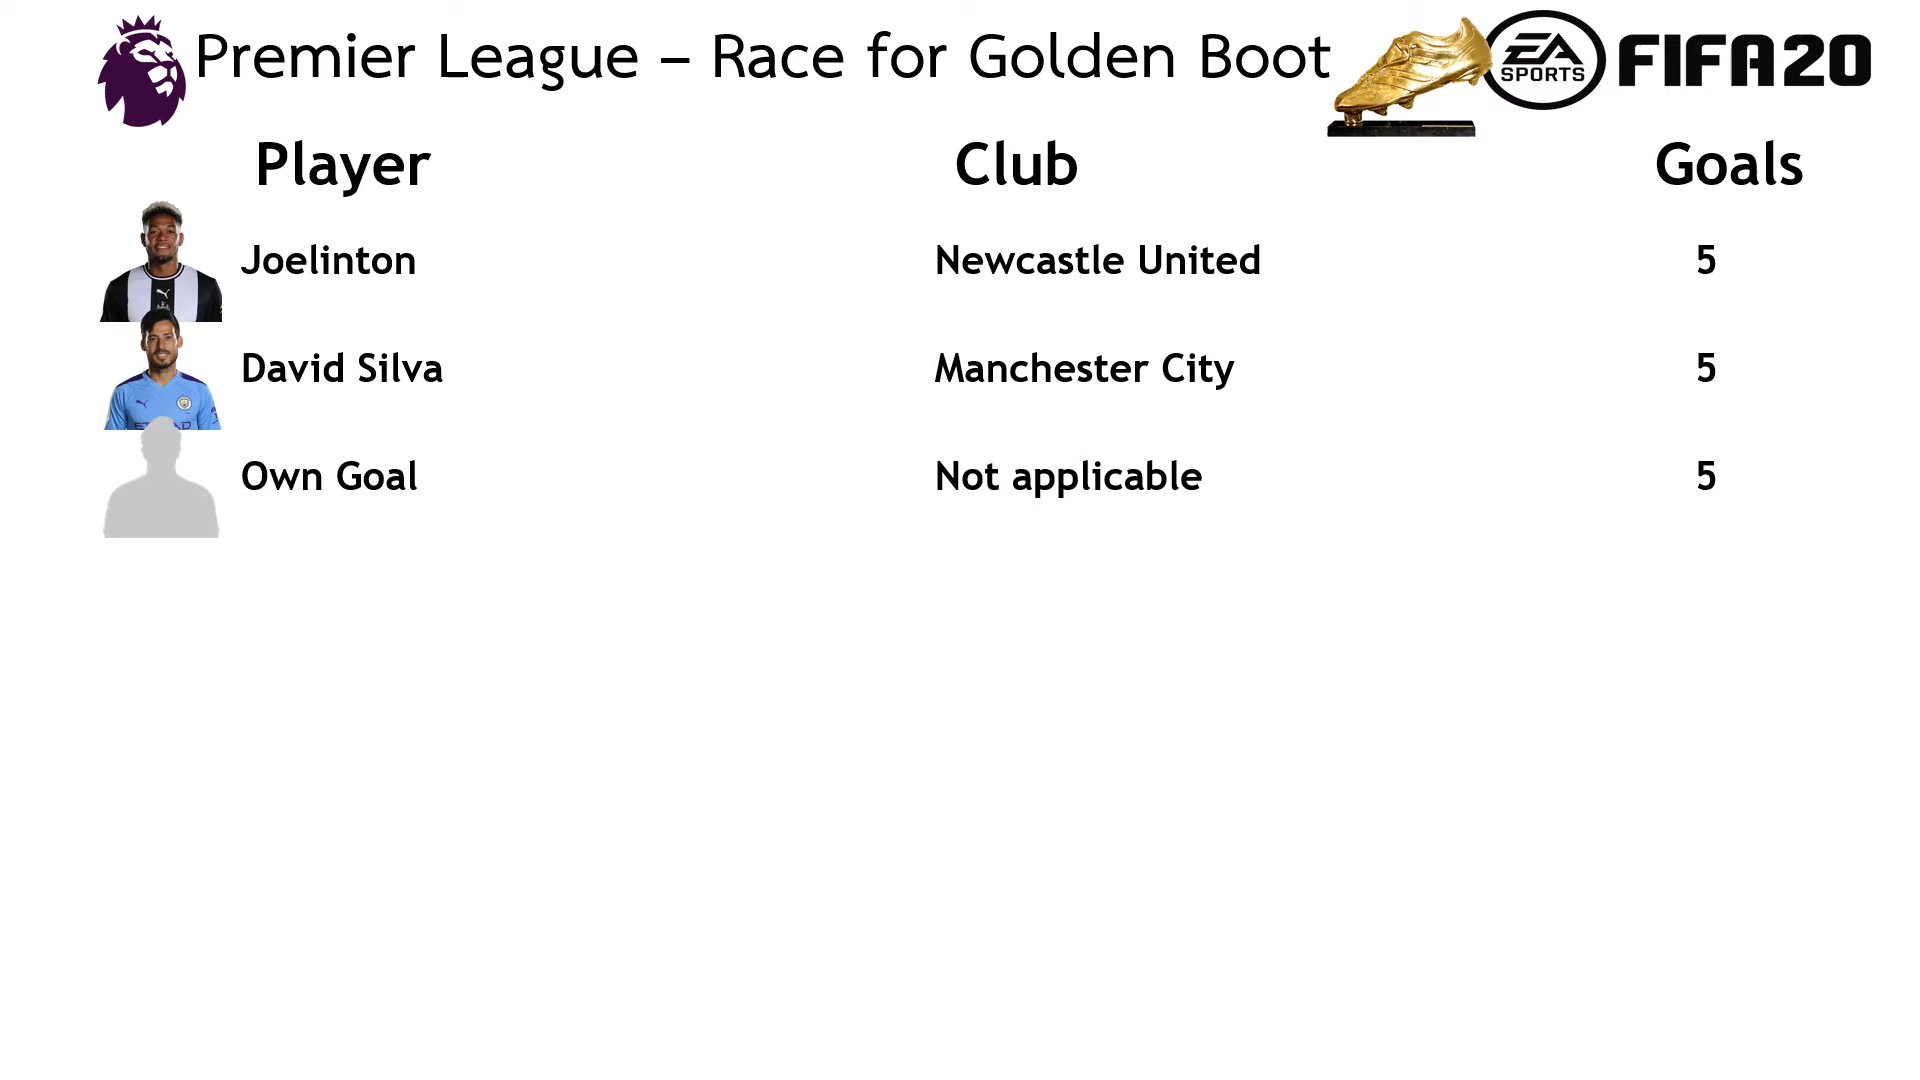 Premier League – Race for Golden Boot
EA SPORTS FIFA20
Player Club Goals
Joelinton Newcastle United 5
David Silva Manchester City 5
Own Goal Not applicable 5